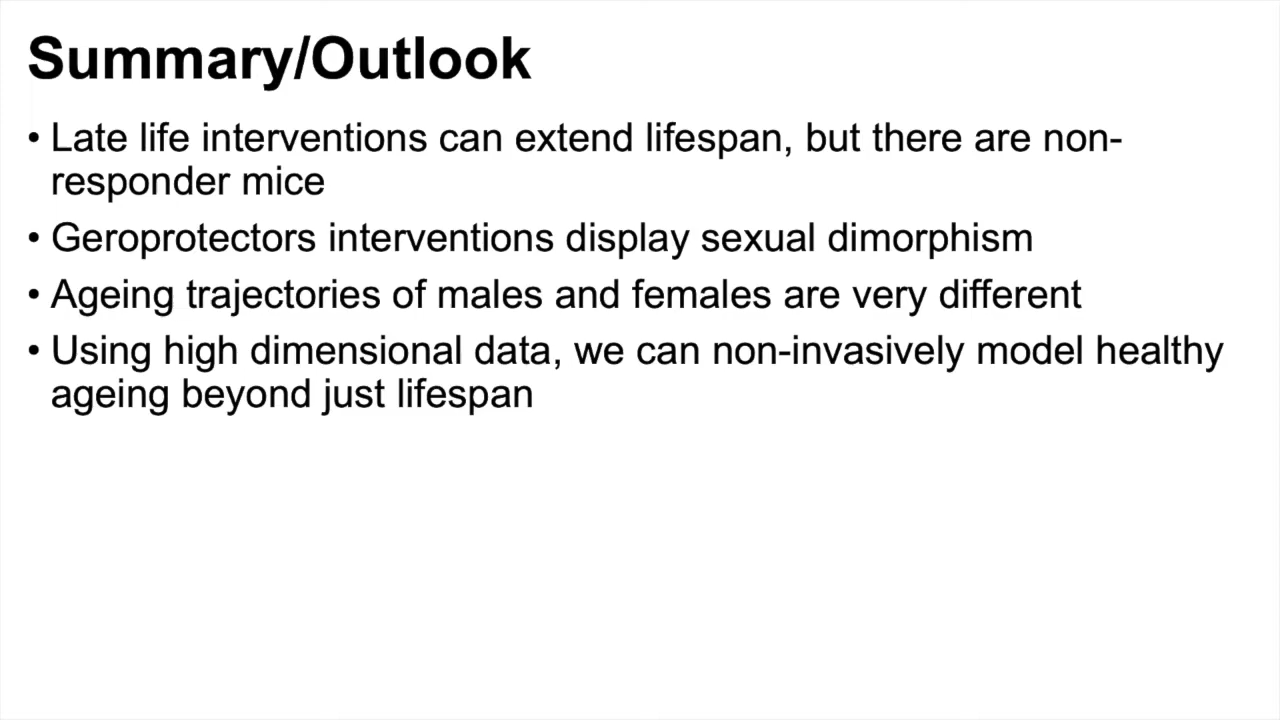 Summary/Outlook
• Late life interventions can extend lifespan, but there are non-
responder mice
• Geroprotectors interventions display sexual dimorphism
• Ageing trajectories of males and females are very different
• Using high dimensional data, we can non-invasively model healthy
ageing beyond just lifespan